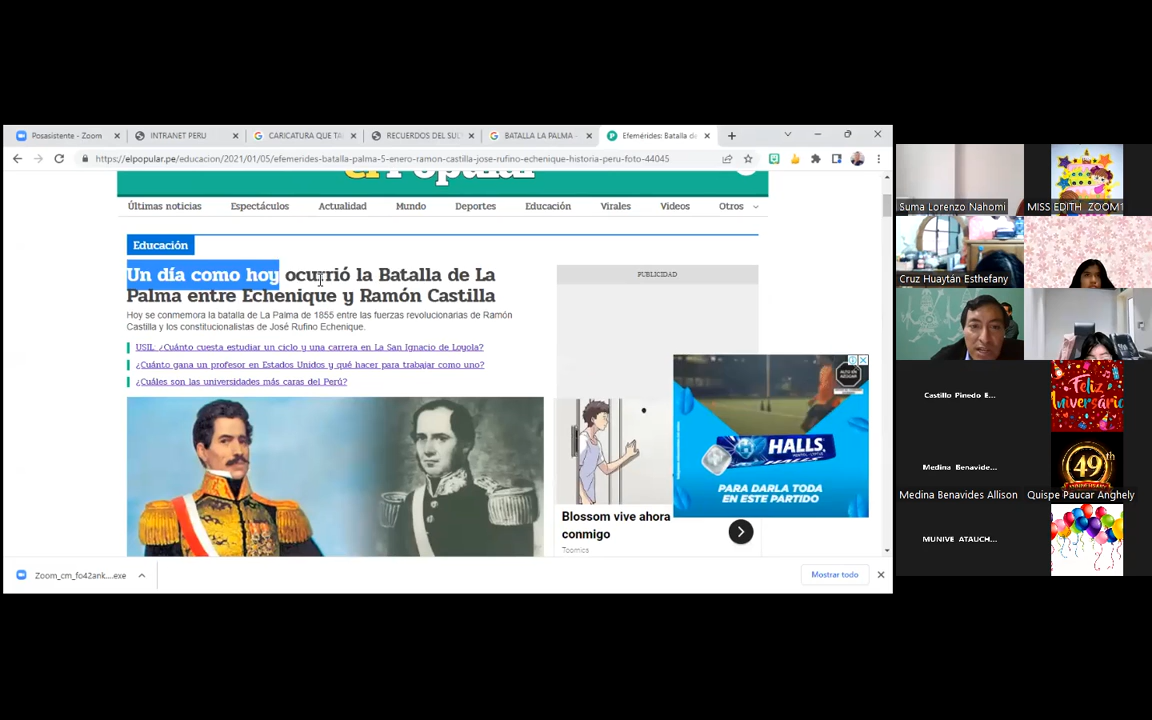 Posasistente - Zoom
INTRANET PERU
CARICATURA QUE TA
RECUERDOS DEL SUR
BATALLA LA PALMA -
Efemérides: Batalla de
https://elpopular.pe/educacion/2021/01/05/efemerides-batalla-palma-5-enero-ramon-castilla-jose-rufino-echenique-historia-peru-foto-44045
el Popular
Últimas noticias
Espectáculos
Actualidad
Mundo
Deportes
Educación
Virales
Videos
Otros
Educación
Un día como hoy ocurrió la Batalla de La
Palma entre Echenique y Ramón Castilla
Hoy se conmemora la batalla de La Palma de 1855 entre las fuerzas revolucionarias de Ramón
Castilla y los constitucionalistas de José Rufino Echenique.
USIL: ¿Cuánto cuesta estudiar un ciclo y una carrera en La San Ignacio de Loyola?
¿Cuánto gana un profesor en Estados Unidos y qué hacer para trabajar como uno?
¿Cuáles son las universidades más caras del Perú?
PUBLICIDAD
HALLS
PARA DARLA TODA
EN ESTE PARTIDO
Blossom vive ahora
conmigo
Topmics
Zoom_cm_fo42ank....exe
Mostrar todo
Suma Lorenzo Nahomi
MISS EDITH ZOOM1
Cruz Huaytán Esthefany
Castillo Pinedo E...
Feliz
Aniversario
Medina Benavide...
49th
Medina Benavides Allison
Quispe Paucar Anghely
MUNIVE ATAUCH...